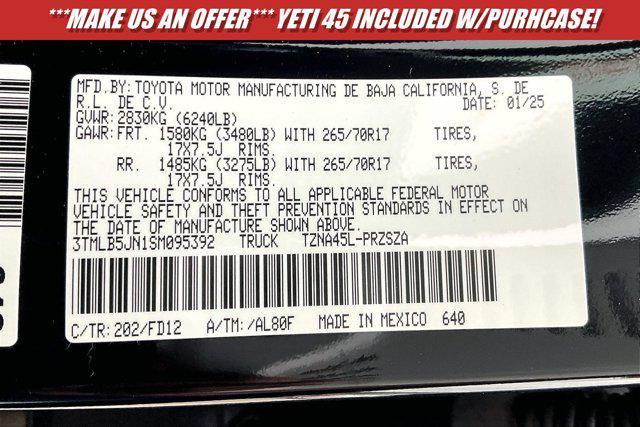 ***MAKE US AN OFFER*** YETI 45 INCLUDED W/PURHCASE!
MFD.BY: TOYOTA MOTOR MANUFACTURING DE BAJA CALIFORNIA, S. DE
R.L. DE C.V.
DATE: 01/25
GVWR: 2830KG (6240LB)
GAWR: FRT. 1580KG (3480LB) WITH 265/70R17 TIRES,
17X7.5J RIMS.
RR. 1485KG (3275LB) WITH 265/70R17 TIRES,
17X7.5J RIMS.
THIS VEHICLE CONFORMS TO ALL APPLICABLE FEDERAL MOTOR
VEHICLE SAFETY AND THEFT PREVENTION STANDARDS IN EFFECT ON
THE DATE OF MANUFACTURE SHOWN ABOVE.
3TMLB5JN1SM095392 TRUCK TZNA45L-PRZSZA
C/TR: 202/FD12 A/TM: /AL80F MADE IN MEXICO 640